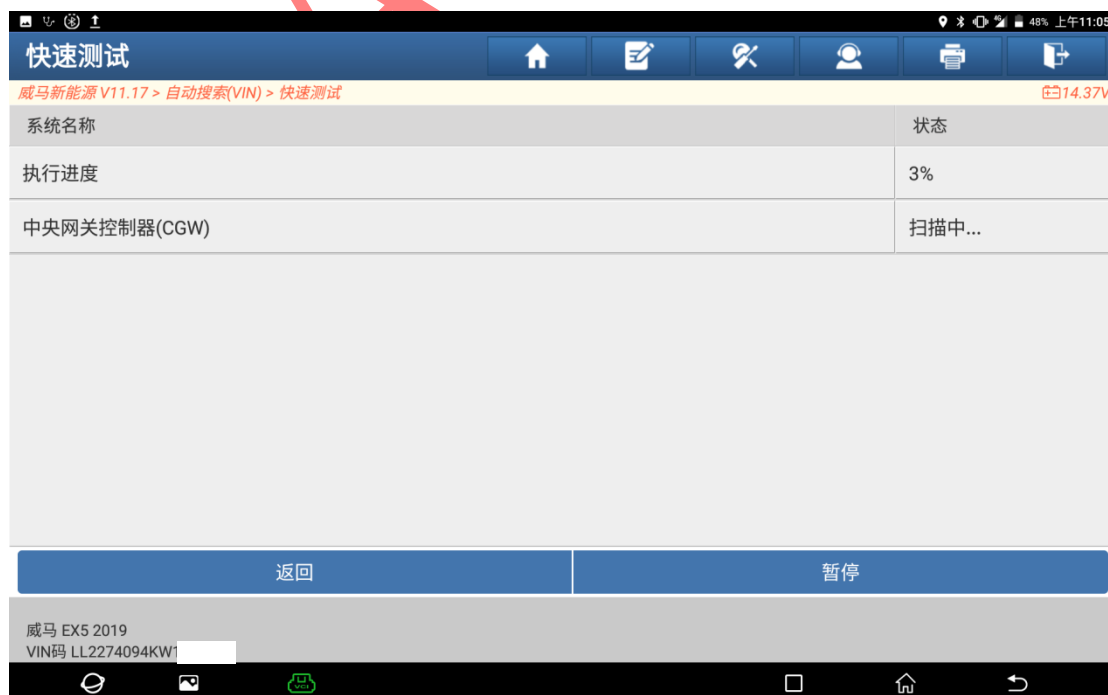 48% 上午11:05
快速测试
威马新能源 V11.17 > 自动搜索(VIN) > 快速测试
14.37V
系统名称 状态
执行进度 3%
中央网关控制器(CGW) 扫描中...
返回 暂停
威马 EX5 2019
VIN码 LL2274094KW1
VCI